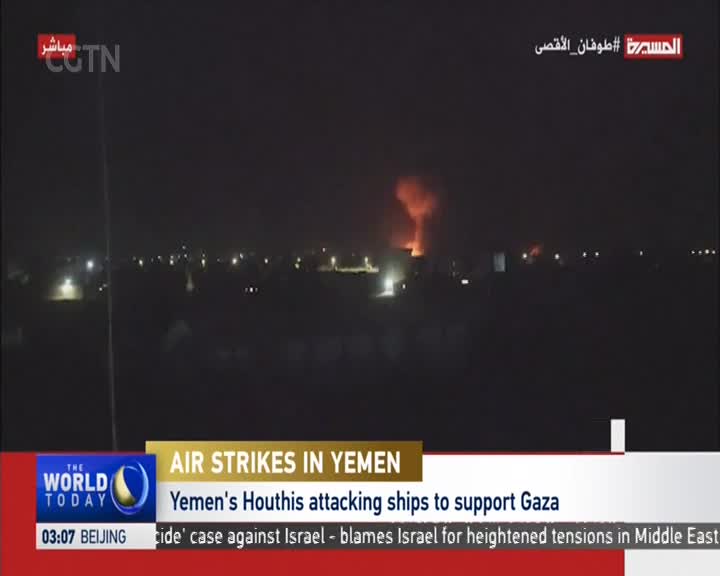 مباشر
CGTN
#طوفان_الأقصى
المسيرة
AIR STRIKES IN YEMEN
THE WORLD TODAY
Yemen's Houthis attacking ships to support Gaza
03:07 BEIJING
cide' case against Israel - blames Israel for heightened tensions in Middle East